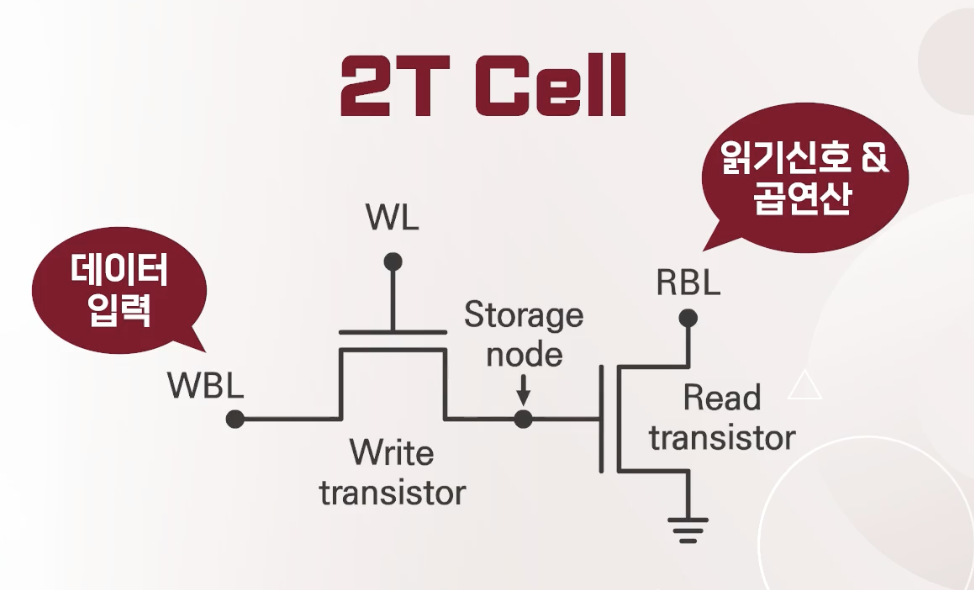 2T Cell
읽기신호 &
곱연산
WL
데이터
입력
RBL
Storage
node
WBL
Read
transistor
Write
transistor